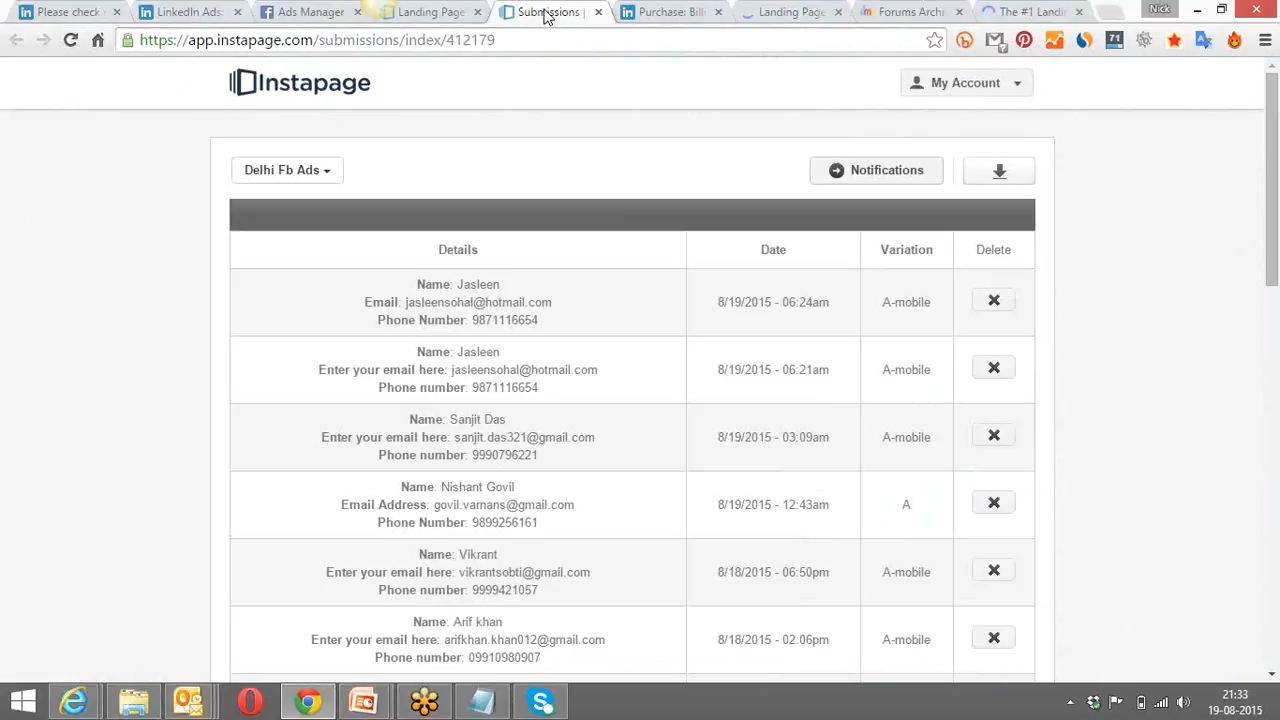 Please check
LinkedIn Ads
Ads Manager
Landing Page
Submissions |
Purchase: Bill
Landing Page
Forums Arch
The #1 Landi
Nick
https://app.instapage.com/submissions/index/412179
71
Instapage
My Account
Delhi Fb Ads
Notifications
Details
Date
Variation
Delete
Name: Jasleen
Email: jasleensohal@hotmail.com
Phone Number: 9871116654
8/19/2015 - 06:24am
A-mobile
Name: Jasleen
Enter your email here: jasleensohal@hotmail.com
Phone number: 9871116654
8/19/2015 - 06:21am
A-mobile
Name: Sanjit Das
Enter your email here: sanjit.das321@gmail.com
Phone number: 9990796221
8/19/2015 - 03:09am
A-mobile
Name: Nishant Govil
Email Address: govil.varnans@gmail.com
Phone Number: 9899256161
8/19/2015 - 12:43am
A
Name: Vikrant
Enter your email here: vikrantsobti@gmail.com
Phone number: 9999421057
8/18/2015 - 06:50pm
A-mobile
Name: Arif khan
Enter your email here: arifkhan.khan012@gmail.com
Phone number: 09910980907
8/18/2015 - 02:06pm
A-mobile
21:33
19-08-2015